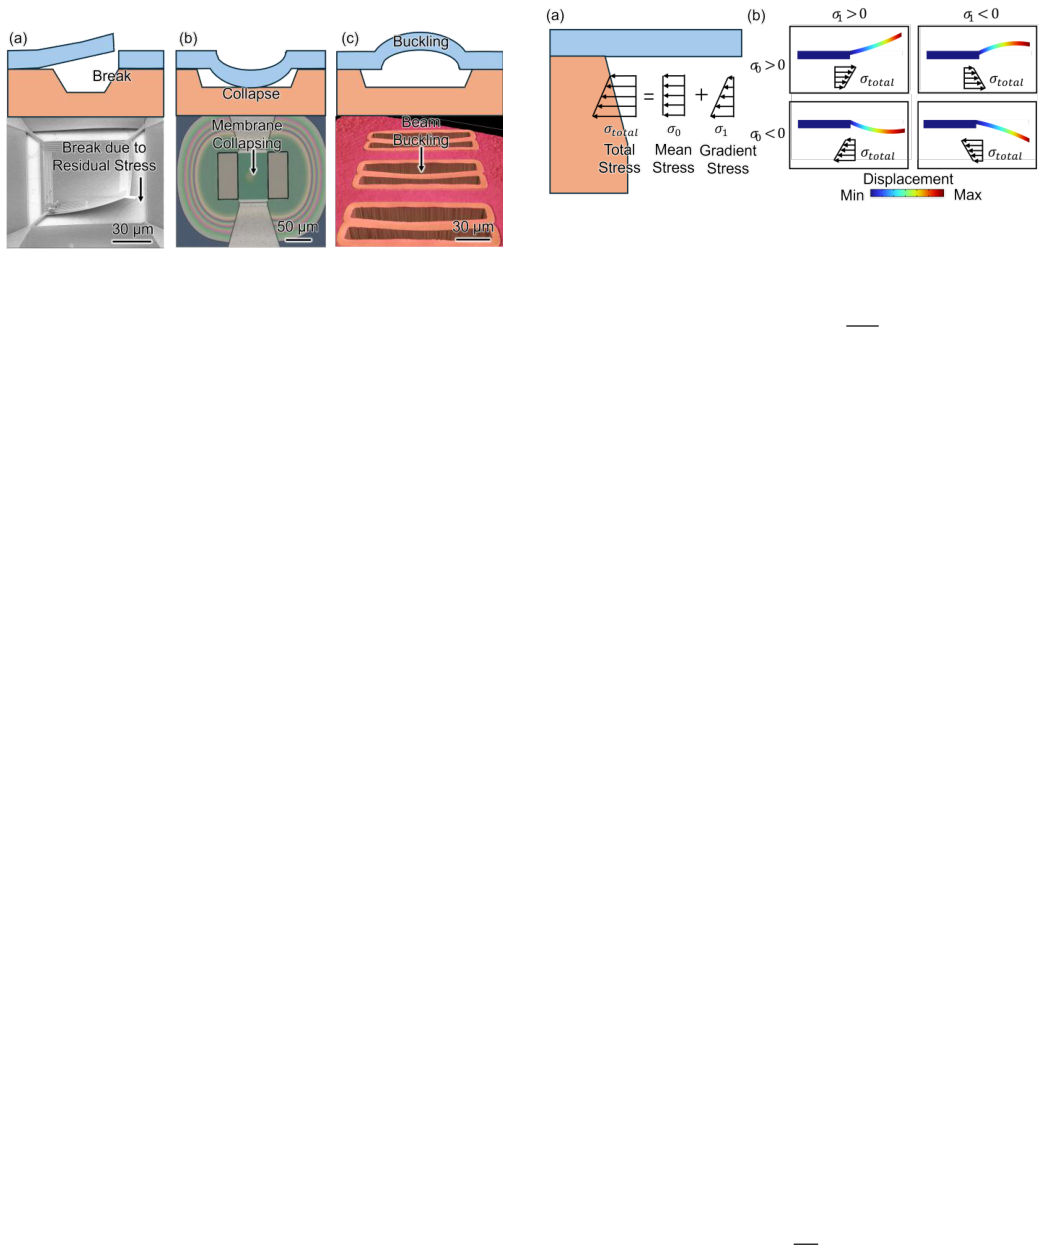 (a)
(b)
(c)
Break
Collapse
Buckling
Break due to
Residual Stress
30 μm
Membrane
Collapsing
50 μm
Beam
Buckling
30 μm
(a)
σtotal = σ0 + σ1
Total
Stress
Mean
Stress
Gradient
Stress
(b)
σ1 > 0
σ1 < 0
σ0 > 0
σtotal
σtotal
σ0 < 0
σtotal
σtotal
Displacement
Min
Max